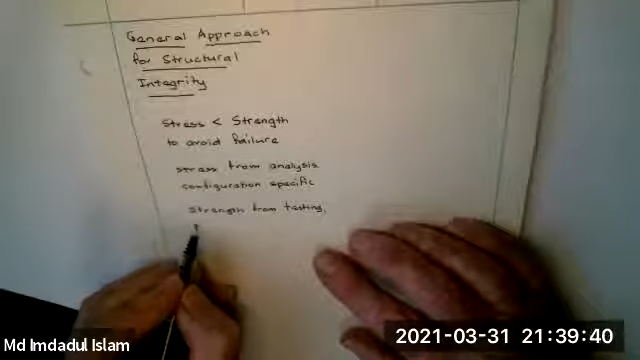 General Approach
for Structural
Integrity
Stress < Strength
to avoid failure
stress from analysis
configuration specific
strength from testing,
Md Imdadul Islam
2021-03-31 21:39:40